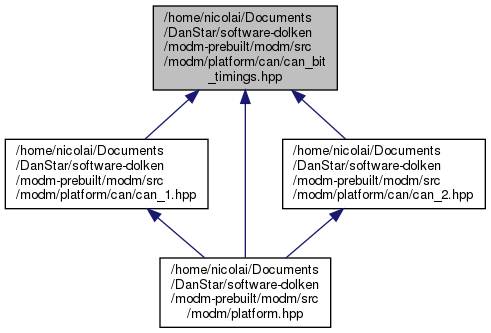 /home/nicolai/Documents
/DanStar/software-dolken
/modm-prebuilt/modm/src
/modm/platform/can/can_bit
_timings.hpp
/home/nicolai/Documents
/DanStar/software-dolken
/modm-prebuilt/modm/src
/modm/platform/can/can_1.hpp
/home/nicolai/Documents
/DanStar/software-dolken
/modm-prebuilt/modm/src
/modm/platform/can/can_2.hpp
/home/nicolai/Documents
/DanStar/software-dolken
/modm-prebuilt/modm/src
/modm/platform.hpp